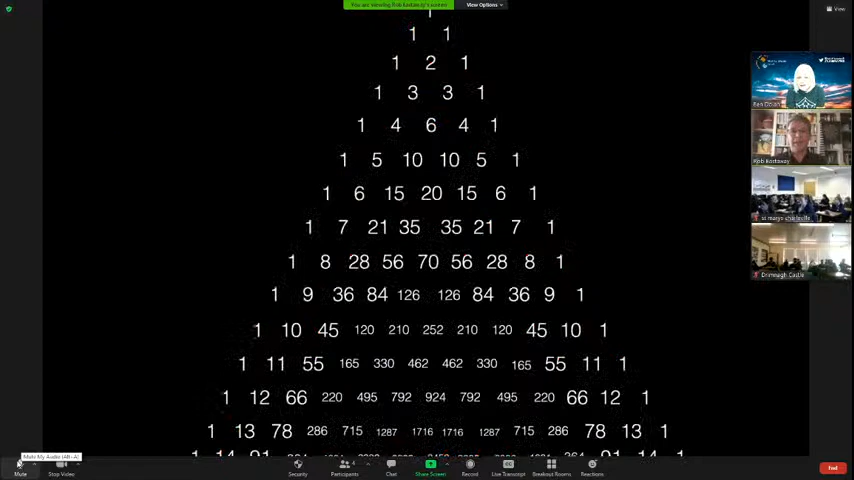 You are viewing Rob Eastaway's screen View Options
View
1
1 1
1 2 1
1 3 3 1
1 4 6 4 1
1 5 10 10 5 1
1 6 15 20 15 6 1
1 7 21 35 35 21 7 1
1 8 28 56 70 56 28 8 1
1 9 36 84 126 126 84 36 9 1
1 10 45 120 210 252 210 120 45 10 1
1 11 55 165 330 462 462 330 165 55 11 1
1 12 66 220 495 792 924 792 495 220 66 12 1
1 13 78 286 715 1287 1716 1716 1287 715 286 78 13 1
Rob Eastaway
st marys charleville
Drimnagh Castle
Mute My Audio (Alt+A)
Mute Stop Video Security Participants 4 Chat Share Screen Record Live Transcript Breakout Rooms Reactions End